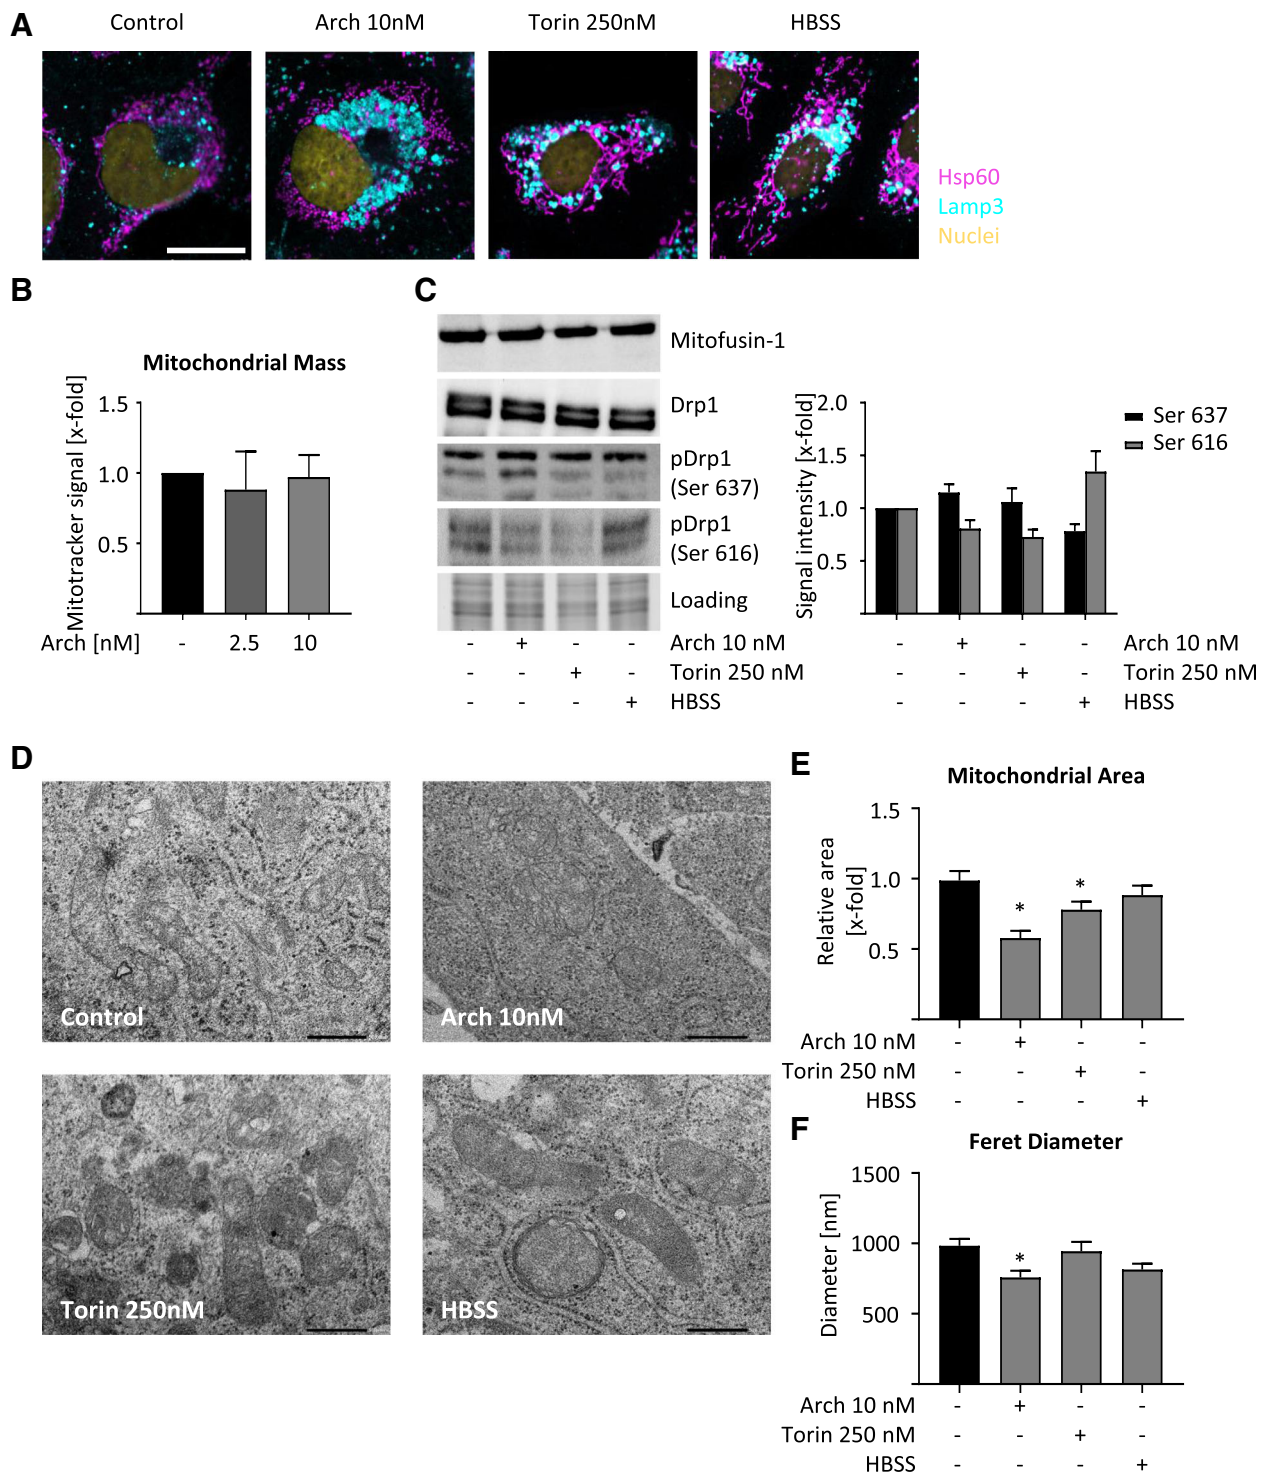 A
Control
Arch 10nM
Torin 250nM
HBSS
Hsp60
Lamp3
Nuclei
B
Mitochondrial Mass
Mitotracker signal [x-fold]
1.5
1.0
0.5
Arch [nM] - 2.5 10
C
Mitofusin-1
Drp1
pDrp1
(Ser 637)
pDrp1
(Ser 616)
Loading
- + - - Arch 10 nM
- - + - Torin 250 nM
- - - + HBSS
Signal intensity [x-fold]
2.0
1.5
1.0
0.5
Ser 637
Ser 616
- + - - Arch 10 nM
- - + - Torin 250 nM
- - - + HBSS
D
Control
Arch 10nM
Torin 250nM
HBSS
E
Mitochondrial Area
Relative area
[x-fold]
1.5
1.0
0.5
*
*
Arch 10 nM - + - -
Torin 250 nM - - + -
HBSS - - - +
F
Feret Diameter
Diameter [nm]
1500
1000
500
*
Arch 10 nM - + - -
Torin 250 nM - - + -
HBSS - - - +